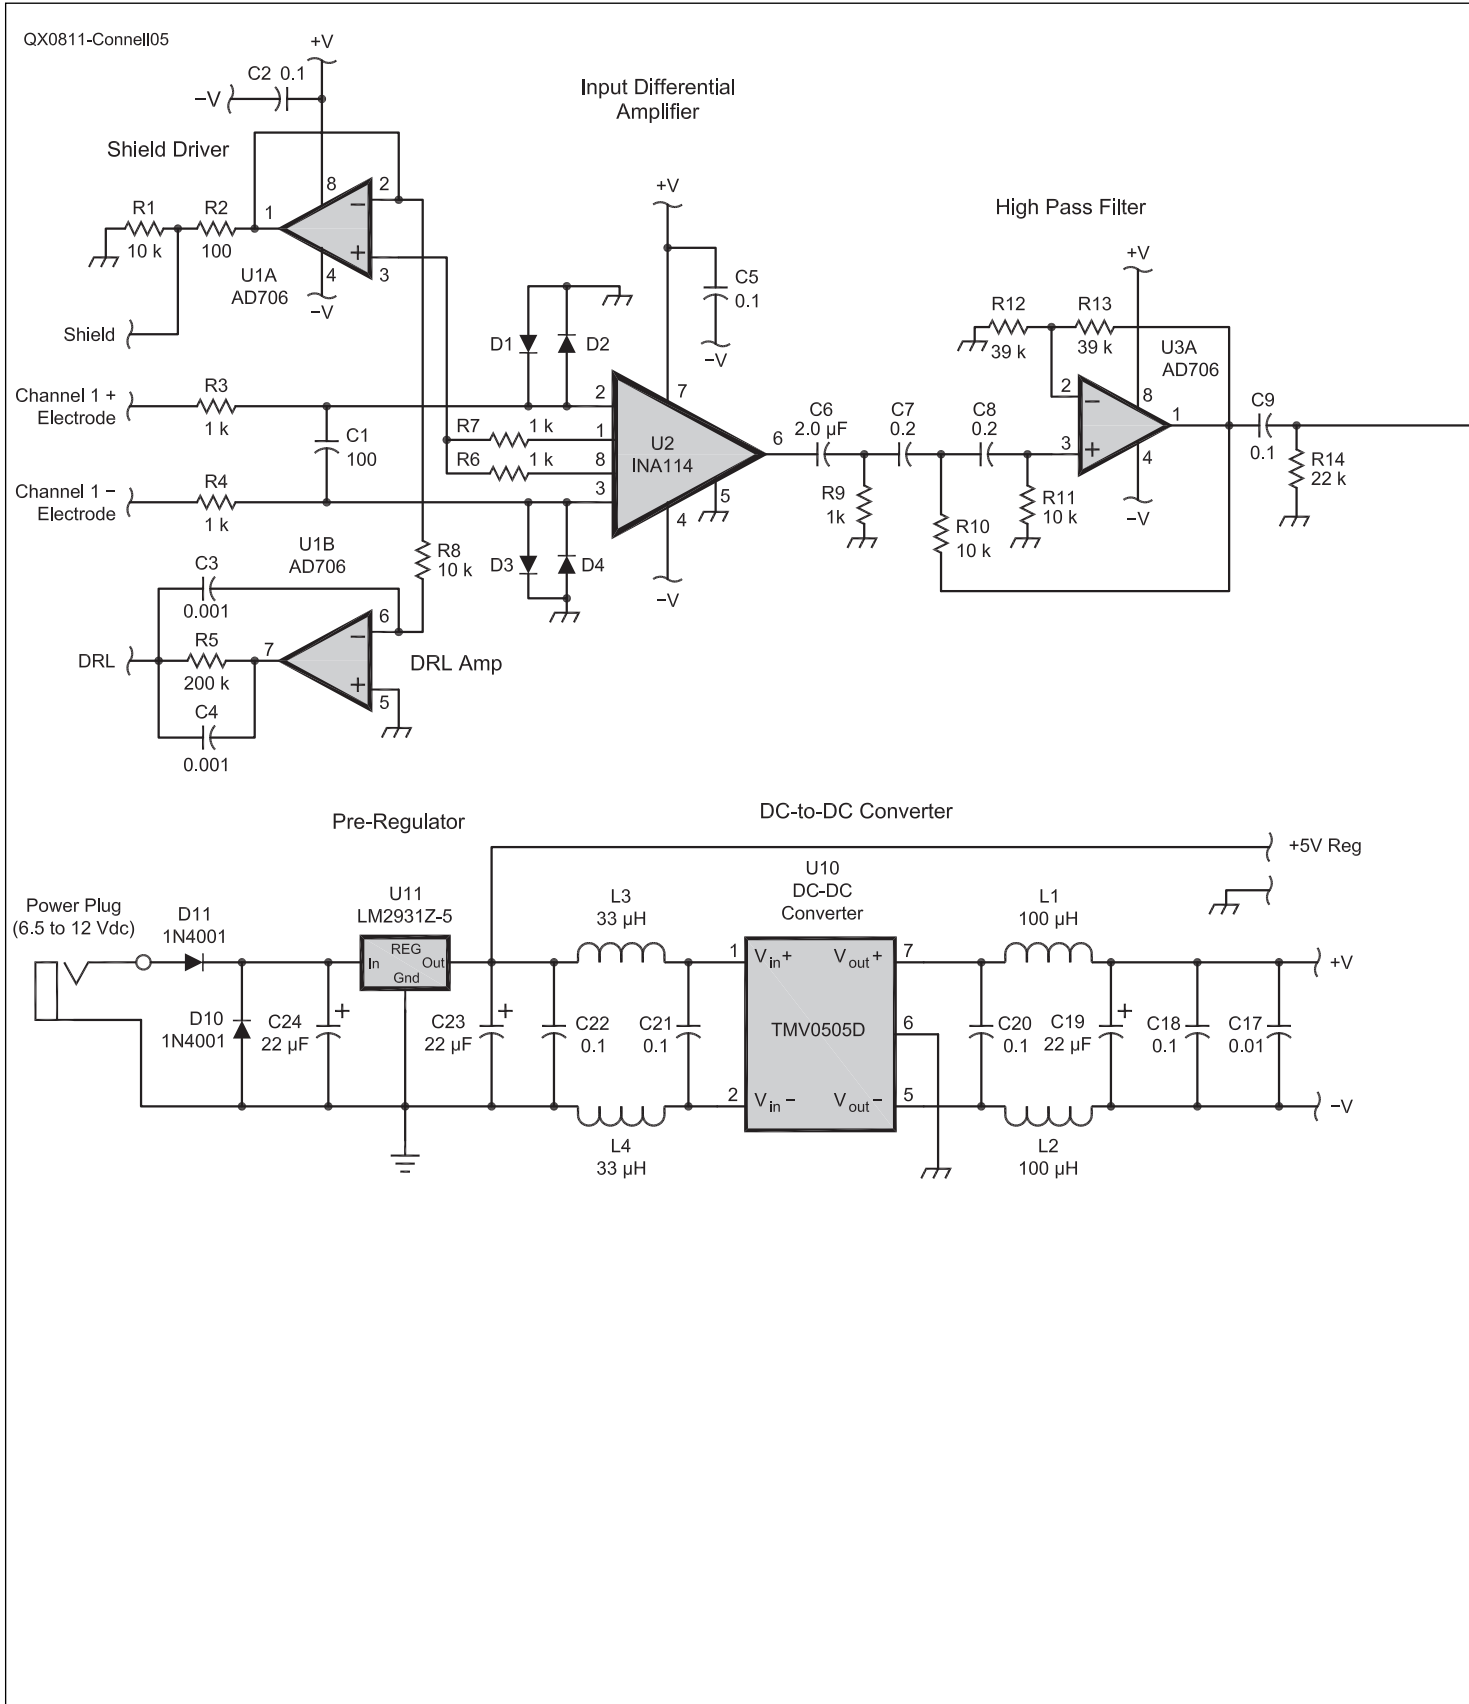 QX0811-Connell05
+V
C2 0.1
−V
Input Differential
Amplifier
Shield Driver
8
2
+V
R1
R2
1
−
High Pass Filter
10 k
100
+
U1A
4
3
AD706
−V
C5
0.1
+V
R12
R13
Shield
D1
D2
−V
39 k
39 k
U3A
AD706
Channel 1 +
Electrode
R3
1 k
2
7
2
8
−
C1
100
R7
1 k
1
U2
INA114
6
C6
2.0 µF
C7
0.2
C8
0.2
3
+
1
C9
0.1
R6
1 k
8
4
R14
22 k
Channel 1 −
Electrode
R4
1 k
3
5
4
R9
1k
R10
10 k
R11
10 k
−V
U1B
AD706
R8
10 k
D3
D4
−V
C3
0.001
6
DRL
R5
200 k
7
−
+
DRL Amp
5
C4
0.001
Pre-Regulator
DC-to-DC Converter
+5V Reg
Power Plug
(6.5 to 12 Vdc)
D11
1N4001
U11
LM2931Z-5
L3
33 µH
U10
DC-DC
Converter
L1
100 µH
REG
In
Out
Gnd
1
Vin+
Vout+
7
+V
D10
1N4001
C24
22 µF
+
C23
22 µF
+
C22
0.1
C21
0.1
TMV0505D
6
C20
0.1
C19
22 µF
+
C18
0.1
C17
0.01
2
Vin−
Vout−
5
−V
L4
33 µH
L2
100 µH